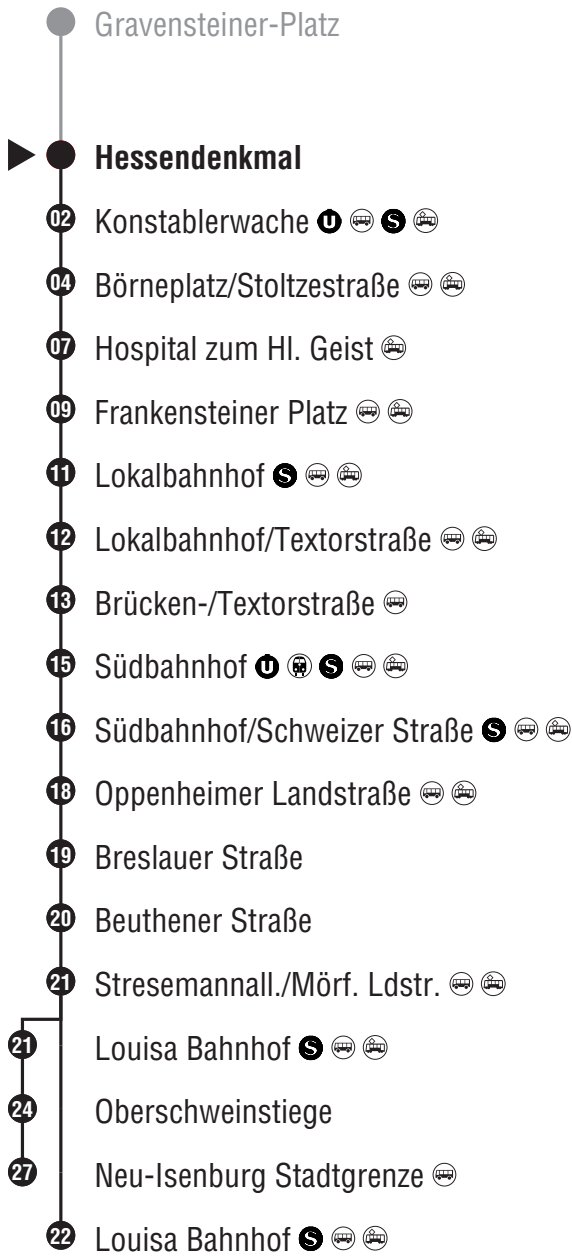 Gravensteiner-Platz
Hessendenkmal
02 Konstablerwache U S
04 Börneplatz/Stoltzestraße
07 Hospital zum Hl. Geist
09 Frankensteiner Platz
11 Lokalbahnhof S
12 Lokalbahnhof/Textorstraße
13 Brücken-/Textorstraße
15 Südbahnhof U S
16 Südbahnhof/Schweizer Straße S
18 Oppenheimer Landstraße
19 Breslauer Straße
20 Beuthener Straße
21 Stresemannall./Mörf. Ldstr.
21 Louisa Bahnhof S
24 Oberschweinstiege
27 Neu-Isenburg Stadtgrenze
22 Louisa Bahnhof S